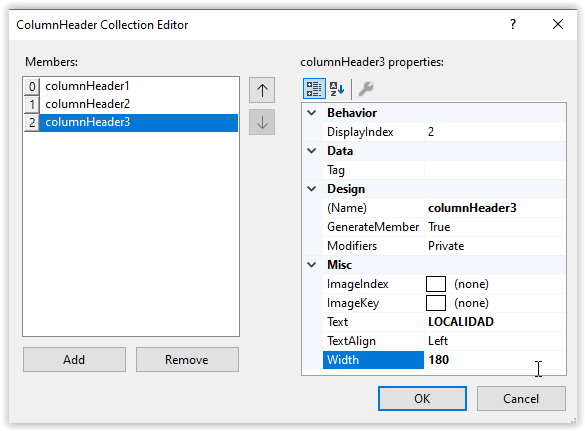 ColumnHeader Collection Editor ? ×
Members:
0 columnHeader1
1 columnHeader2
2 columnHeader3
Add Remove
columnHeader3 properties:
Behavior
DisplayIndex 2
Data
Tag
Design
(Name) columnHeader3
GenerateMember True
Modifiers Private
Misc
ImageIndex (none)
ImageKey (none)
Text LOCALIDAD
TextAlign Left
Width 180
OK Cancel